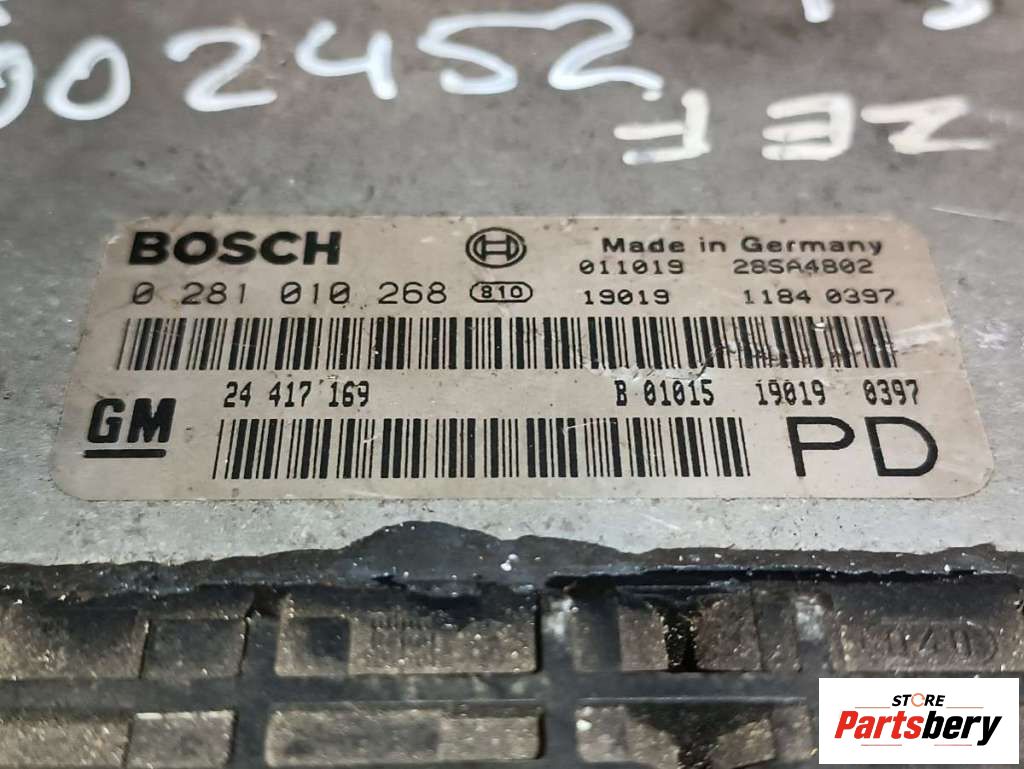 002452
ZEF
BOSCH
Made in Germany
011019 28SA4802
0 281 010 268 810 19019 1184 0397
24 417 169 B 01015 19019 0397
GM
PD
STORE
Partsbery